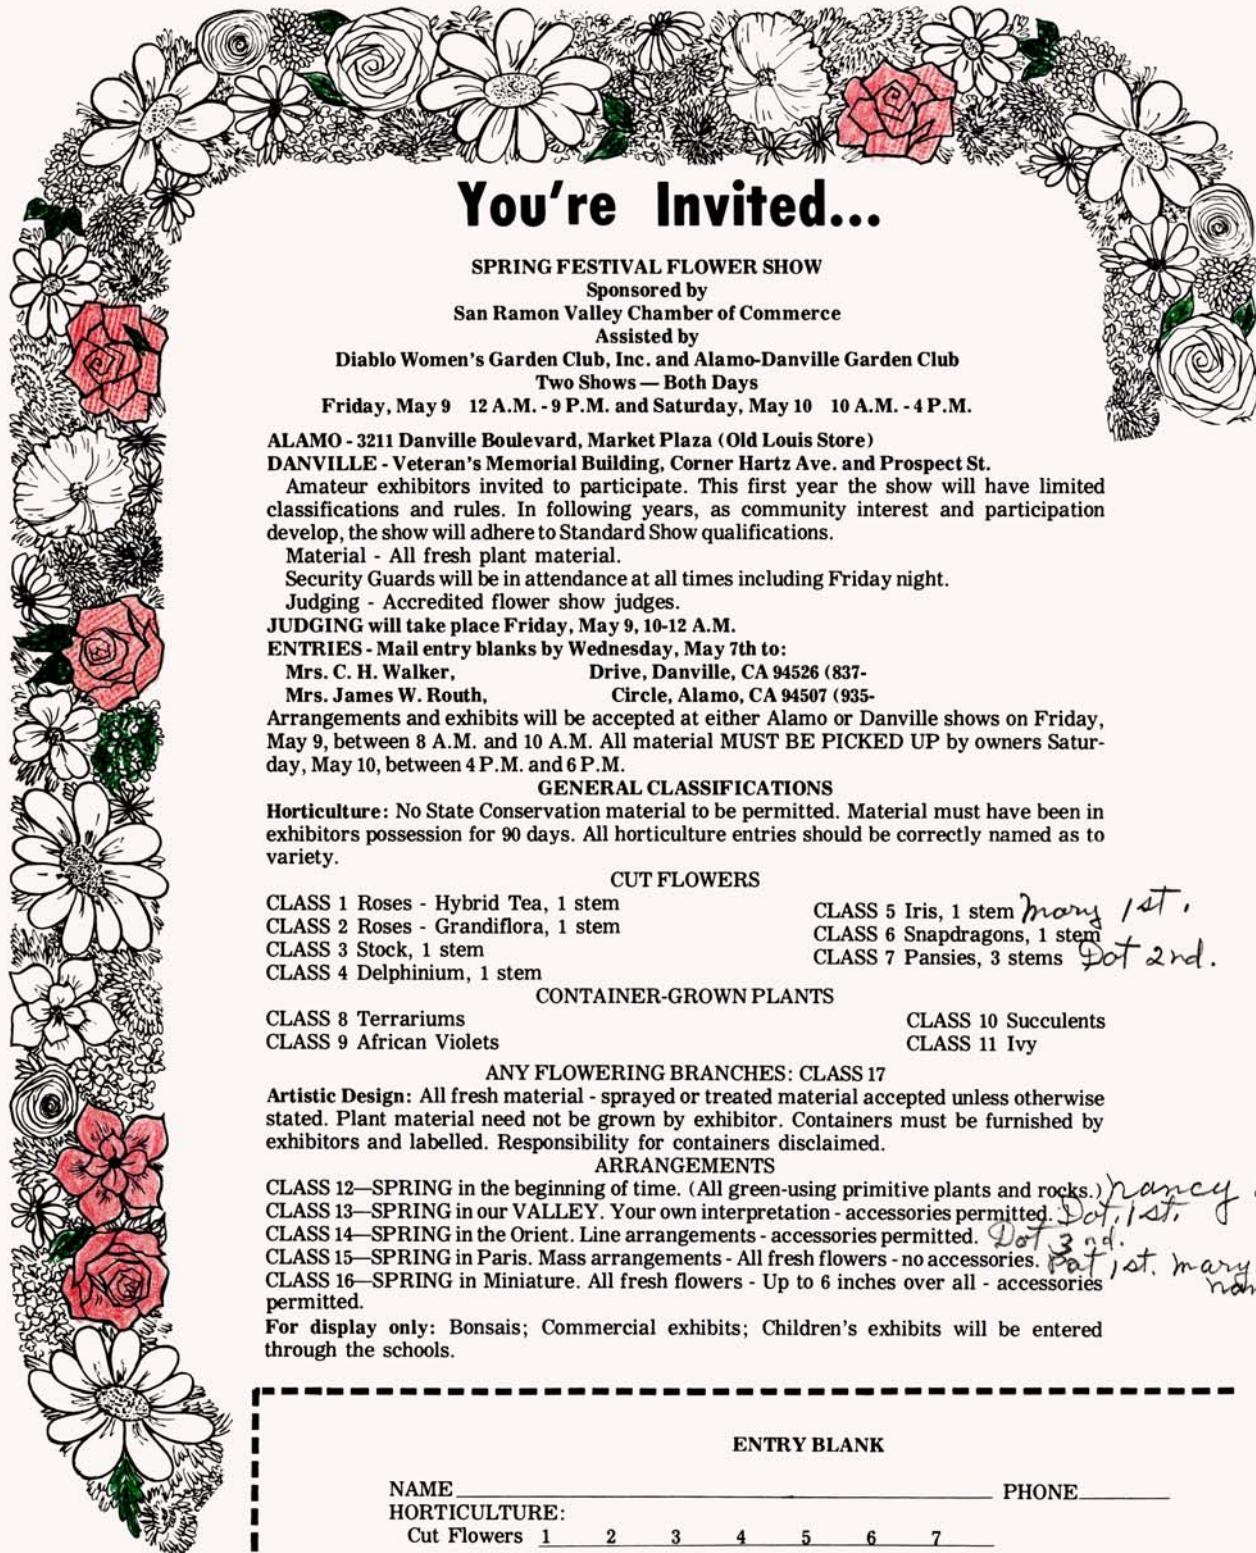 You're Invited...
SPRING FESTIVAL FLOWER SHOW
Sponsored by
San Ramon Valley Chamber of Commerce
Assisted by
Diablo Women's Garden Club, Inc. and Alamo-Danville Garden Club
Two Shows — Both Days
Friday, May 9 12 A.M. - 9 P.M. and Saturday, May 10 10 A.M. - 4 P.M.
ALAMO - 3211 Danville Boulevard, Market Plaza (Old Louis Store)
DANVILLE - Veteran's Memorial Building, Corner Hartz Ave. and Prospect St.
Amateur exhibitors invited to participate. This first year the show will have limited
classifications and rules. In following years, as community interest and participation
develop, the show will adhere to Standard Show qualifications.
Material - All fresh plant material.
Security Guards will be in attendance at all times including Friday night.
Judging - Accredited flower show judges.
JUDGING will take place Friday, May 9, 10-12 A.M.
ENTRIES - Mail entry blanks by Wednesday, May 7th to:
Mrs. C. H. Walker, Drive, Danville, CA 94526 (837-
Mrs. James W. Routh, Circle, Alamo, CA 94507 (935-
Arrangements and exhibits will be accepted at either Alamo or Danville shows on Friday,
May 9, between 8 A.M. and 10 A.M. All material MUST BE PICKED UP by owners Satur-
day, May 10, between 4 P.M. and 6 P.M.
GENERAL CLASSIFICATIONS
Horticulture: No State Conservation material to be permitted. Material must have been in
exhibitors possession for 90 days. All horticulture entries should be correctly named as to
variety.
CUT FLOWERS
CLASS 1 Roses - Hybrid Tea, 1 stem
CLASS 2 Roses - Grandiflora, 1 stem
CLASS 3 Stock, 1 stem
CLASS 4 Delphinium, 1 stem
CLASS 5 Iris, 1 stem Mary 1st.
CLASS 6 Snapdragons, 1 stem
CLASS 7 Pansies, 3 stems Dot 2nd.
CONTAINER-GROWN PLANTS
CLASS 8 Terrariums
CLASS 9 African Violets
CLASS 10 Succulents
CLASS 11 Ivy
ANY FLOWERING BRANCHES: CLASS 17
Artistic Design: All fresh material - sprayed or treated material accepted unless otherwise
stated. Plant material need not be grown by exhibitor. Containers must be furnished by
exhibitors and labelled. Responsibility for containers disclaimed.
ARRANGEMENTS
CLASS 12—SPRING in the beginning of time. (All green-using primitive plants and rocks.) Nancy
CLASS 13—SPRING in our VALLEY. Your own interpretation - accessories permitted. Dot, 1st.
CLASS 14—SPRING in the Orient. Line arrangements - accessories permitted. Dot 3nd.
CLASS 15—SPRING in Paris. Mass arrangements - All fresh flowers - no accessories. Pat 1st. Mary
CLASS 16—SPRING in Miniature. All fresh flowers - Up to 6 inches over all - accessories
permitted.
For display only: Bonsais; Commercial exhibits; Children's exhibits will be entered
through the schools.
ENTRY BLANK
NAME PHONE
HORTICULTURE:
Cut Flowers 1 2 3 4 5 6 7